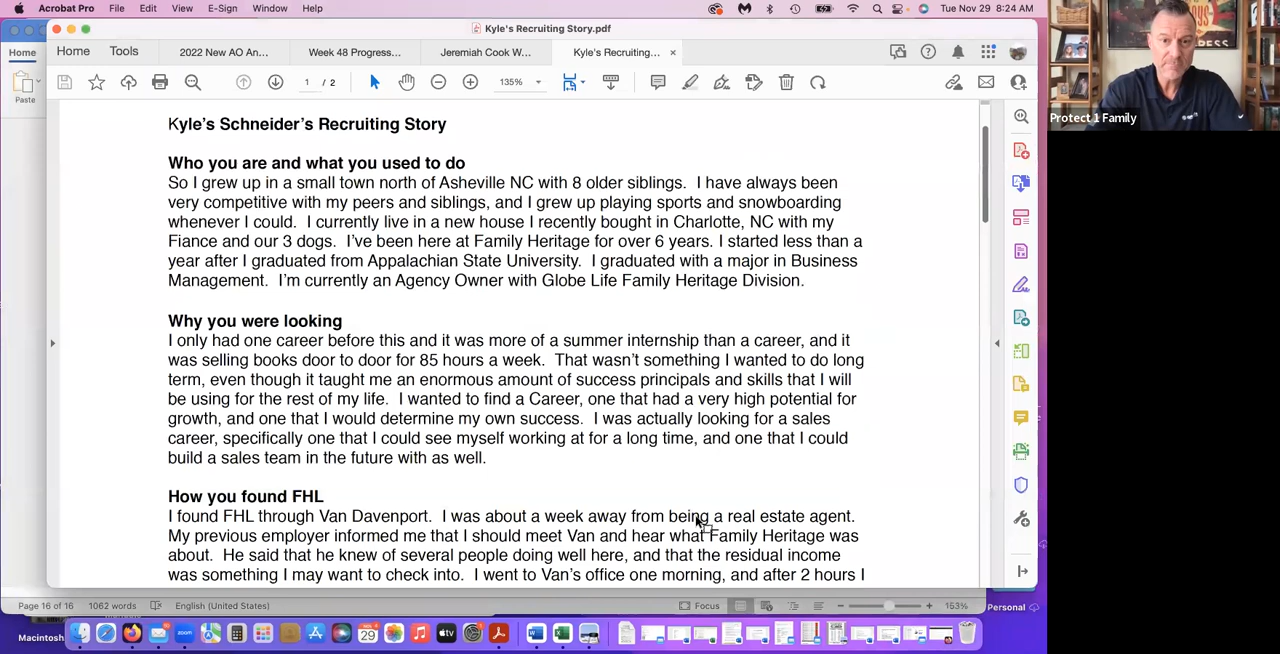 Acrobat Pro File Edit View E-Sign Window Help Tue Nov 29 8:24 AM
Kyle's Recruiting Story.pdf
Home
Home Tools 2022 New AO An... Week 48 Progress... Jeremiah Cook W... Kyle's Recruiting... ×
Paste
1 / 2 135%
Kyle's Schneider's Recruiting Story
Who you are and what you used to do
So I grew up in a small town north of Asheville NC with 8 older siblings. I have always been
very competitive with my peers and siblings, and I grew up playing sports and snowboarding
whenever I could. I currently live in a new house I recently bought in Charlotte, NC with my
Fiance and our 3 dogs. I've been here at Family Heritage for over 6 years. I started less than a
year after I graduated from Appalachian State University. I graduated with a major in Business
Management. I'm currently an Agency Owner with Globe Life Family Heritage Division.
Why you were looking
I only had one career before this and it was more of a summer internship than a career, and it
was selling books door to door for 85 hours a week. That wasn't something I wanted to do long
term, even though it taught me an enormous amount of success principals and skills that I will
be using for the rest of my life. I wanted to find a Career, one that had a very high potential for
growth, and one that I would determine my own success. I was actually looking for a sales
career, specifically one that I could see myself working at for a long time, and one that I could
build a sales team in the future with as well.
How you found FHL
I found FHL through Van Davenport. I was about a week away from being a real estate agent.
My previous employer informed me that I should meet Van and hear what Family Heritage was
about. He said that he knew of several people doing well here, and that the residual income
was something I may want to check into. I went to Van's office one morning, and after 2 hours I
Page 16 of 16 1062 words English (United States) Focus 153%
Personal
Macintosh
NOV
29
zoom
tv
Protect 1 Family